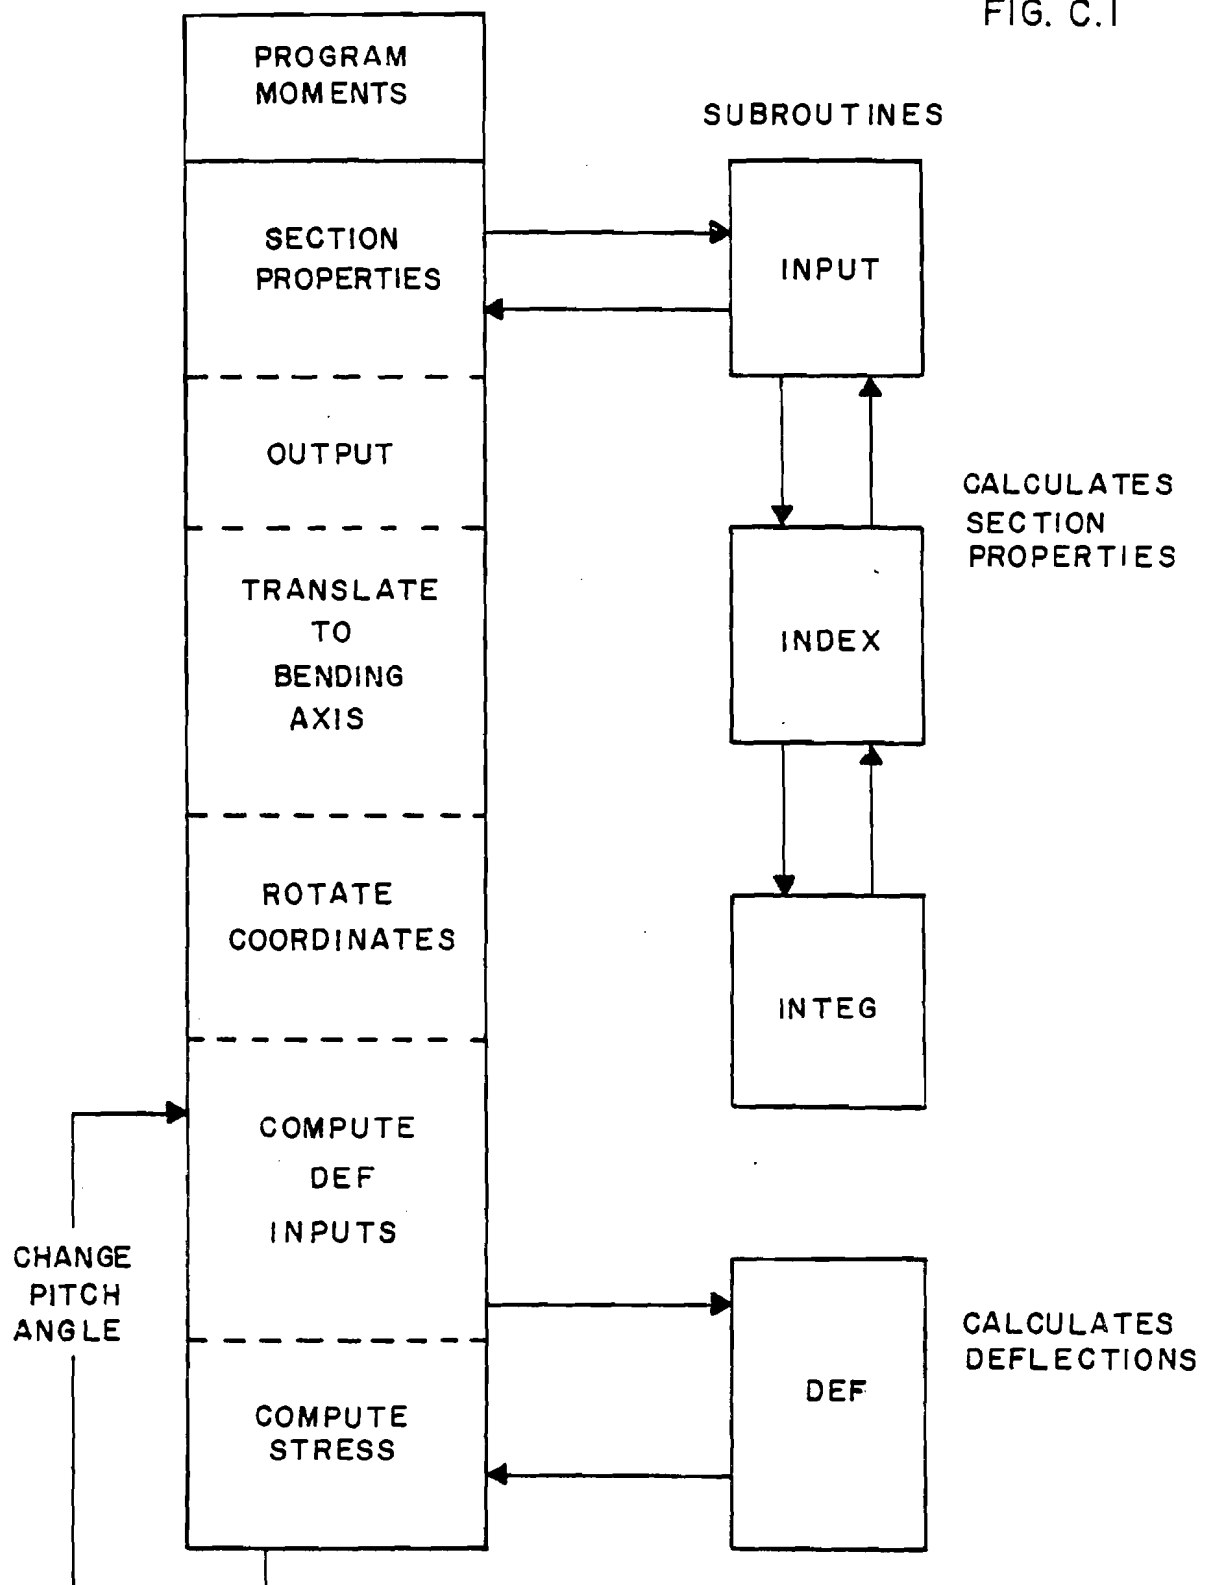 FIG. C.1
PROGRAM
MOMENTS
SUBROUTINES
SECTION
PROPERTIES
INPUT
OUTPUT
CALCULATES
SECTION
PROPERTIES
TRANSLATE
TO
BENDING
AXIS
INDEX
ROTATE
COORDINATES
INTEG
COMPUTE
DEF
INPUTS
CHANGE
PITCH
ANGLE
CALCULATES
DEFLECTIONS
DEF
COMPUTE
STRESS